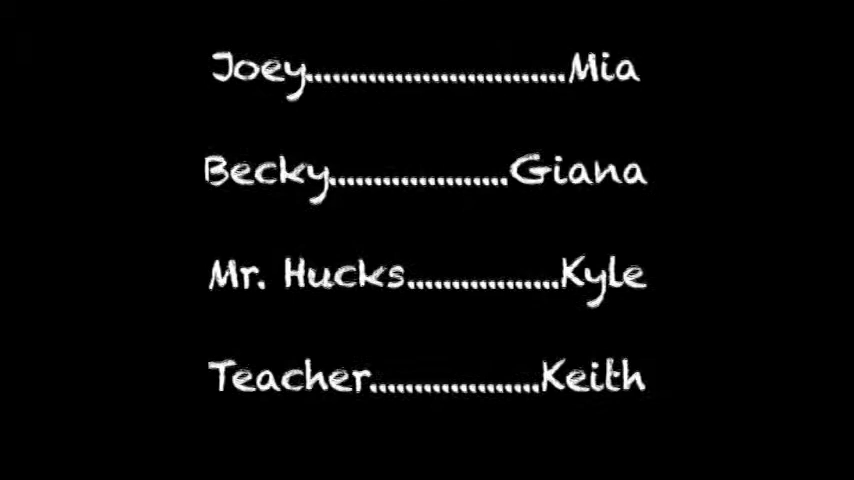 Joey.............................Mia
Becky....................Giana
Mr. Hucks.................Kyle
Teacher...................Keith